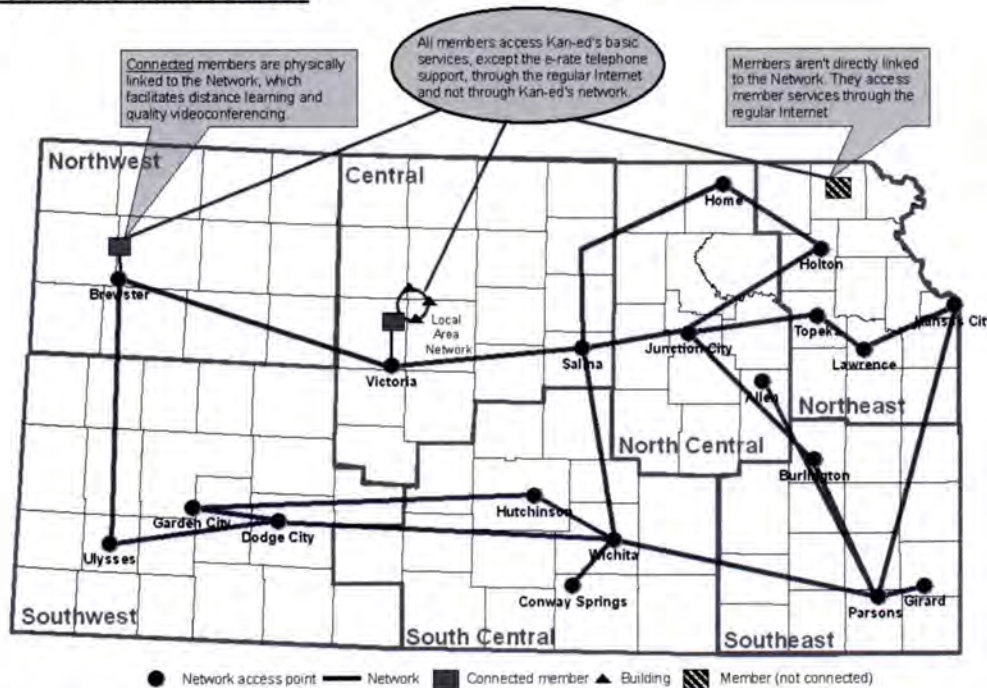 All members access Kan-ed's basic
services, except the e-rate telephone
support, through the regular Internet
and not through Kan-ed's network.
Connected members are physically
linked to the Network, which
facilitates distance learning and
quality videoconferencing.
Members aren't directly linked
to the Network. They access
member services through the
regular Internet
Northwest
Central
Home
Holton
Brewster
Local
Area
Network
Victoria
Salina
Junction City
Topeka
Kansas City
Lawrence
Allen
Northeast
North Central
Burlington
Garden City
Dodge City
Hutchinson
Ulysses
Wichita
Conway Springs
Parsons
Girard
Southwest
South Central
Southeast
Network access point
Network
Connected member
Building
Member (not connected)